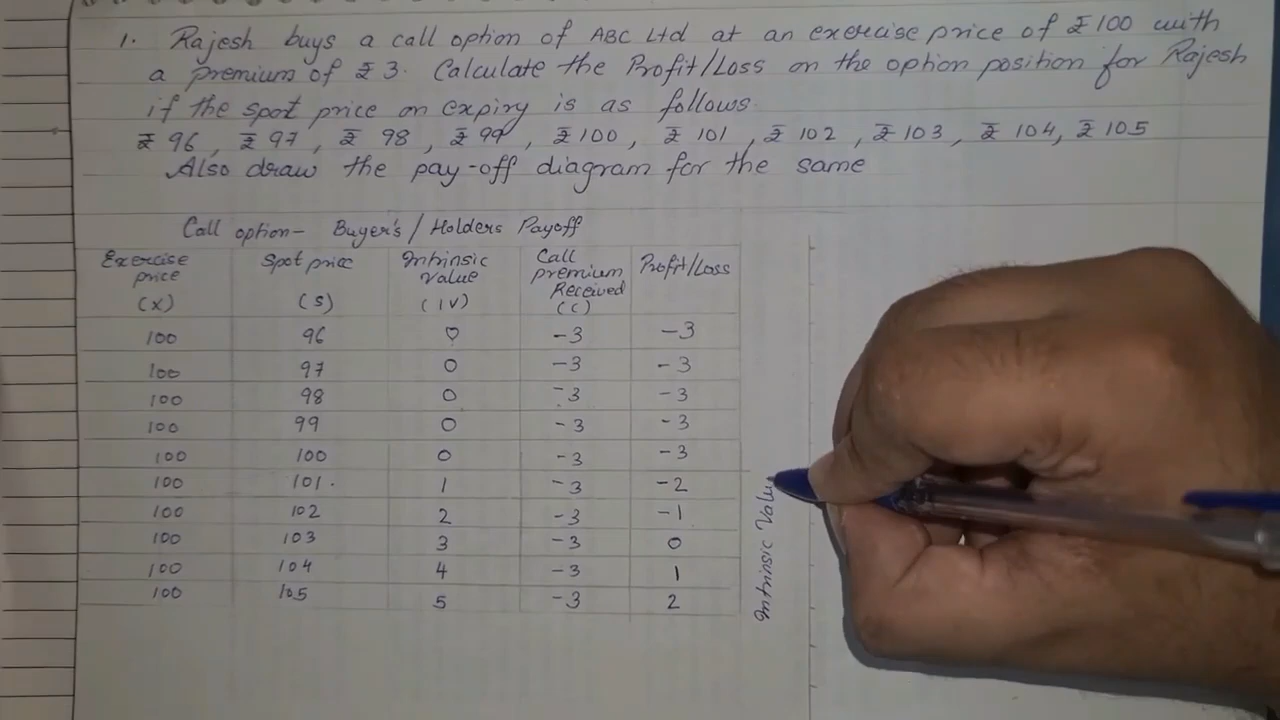 1. Rajesh buys a call option of ABC Ltd at an exercise price of ₹100 with
a premium of ₹3. Calculate the Profit/Loss on the option position for Rajesh
if the spot price on expiry is as follows.
₹96, ₹97, ₹98, ₹99, ₹100, ₹101, ₹102, ₹103, ₹104, ₹105
Also draw the pay-off diagram for the same
Call option- Buyer's/Holders Payoff
Exercise price (X) Spot price (S) Intrinsic Value (IV) Call premium Received (C) Profit/Loss
100 96 0 -3 -3
100 97 0 -3 -3
100 98 0 -3 -3
100 99 0 -3 -3
100 100 0 -3 -3
100 101. 1 -3 -2
100 102 2 -3 -1
100 103 3 -3 0
100 104 4 -3 1
100 105 5 -3 2
Intrinsic Valu